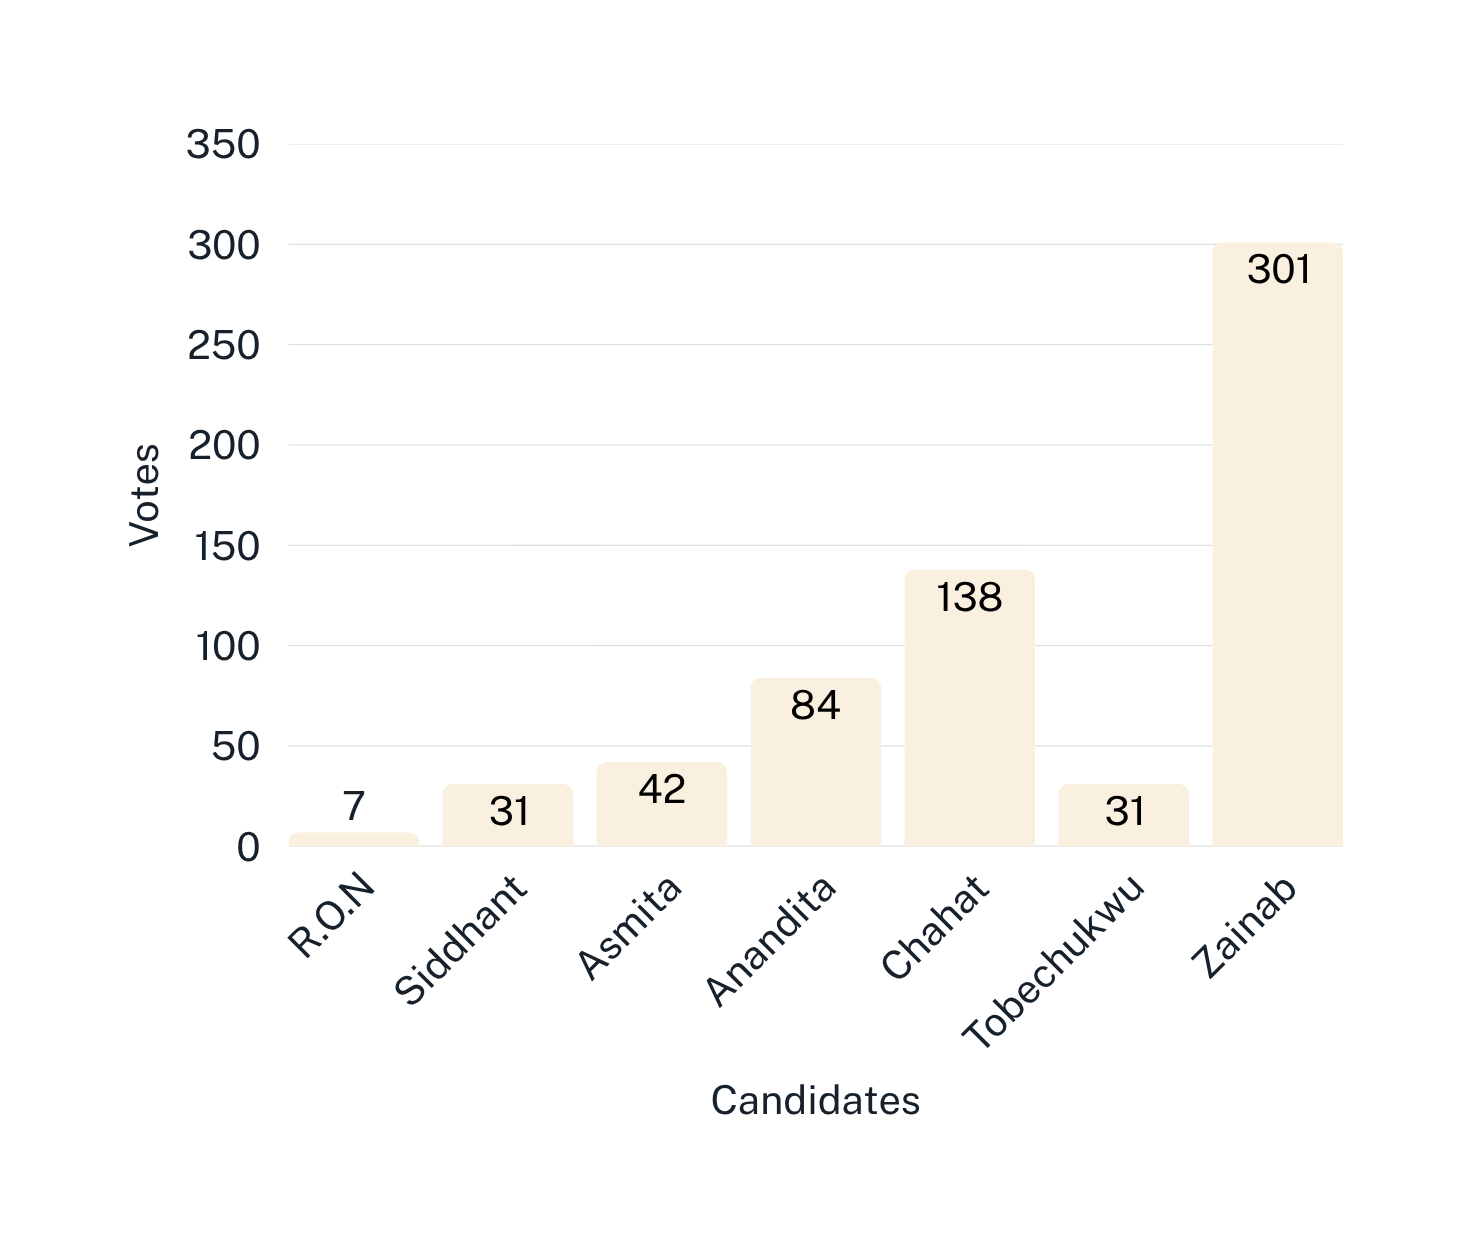 350
300
250
200
150
100
50
0
Votes
7
31
42
84
138
31
301
R.O.N
Siddhant
Asmita
Anandita
Chahat
Tobechukwu
Zainab
Candidates